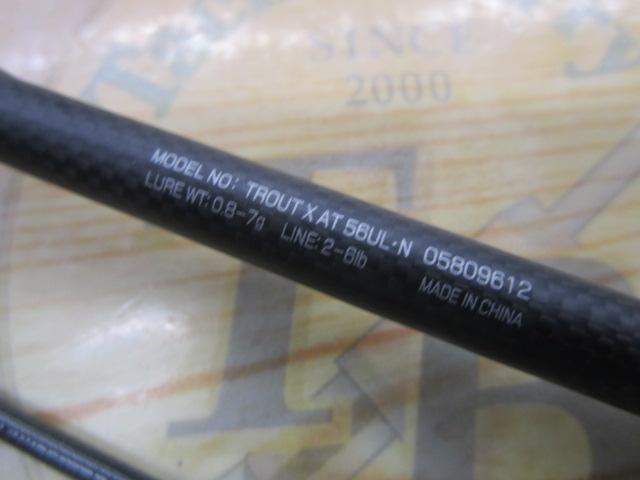 SINCE
2000
MODEL NO: TROUT X AT 56UL・N 05809612
LURE WT: 0.8-7g LINE: 2-6lb MADE IN CHINA